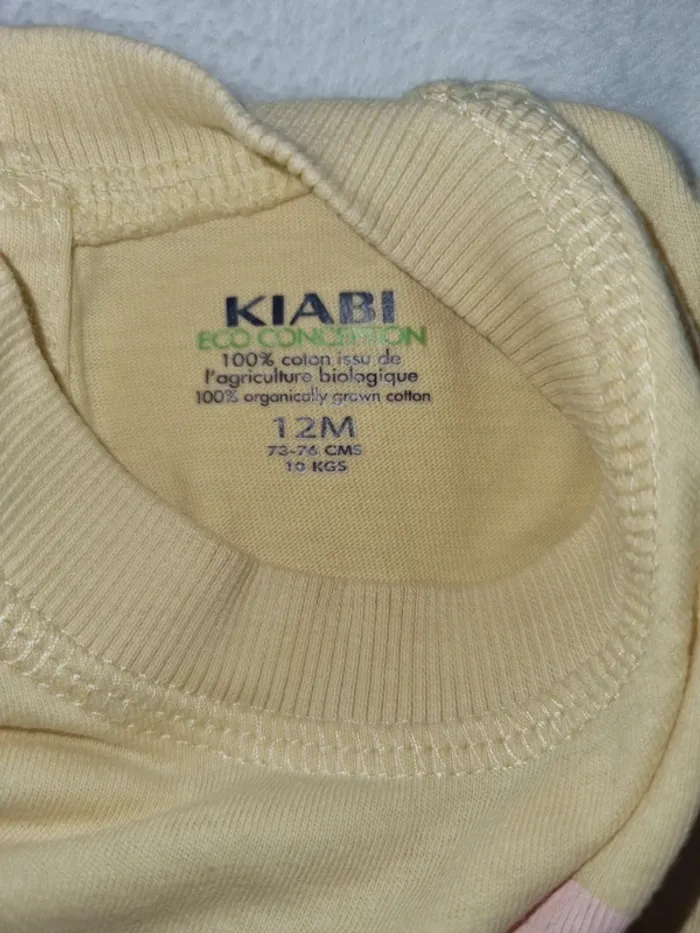 KIABI
ECO CONCEPTION
100% coton issu de
l'agriculture biologique
100% organically grown cotton
12M
73-76 CMS
10 KGS